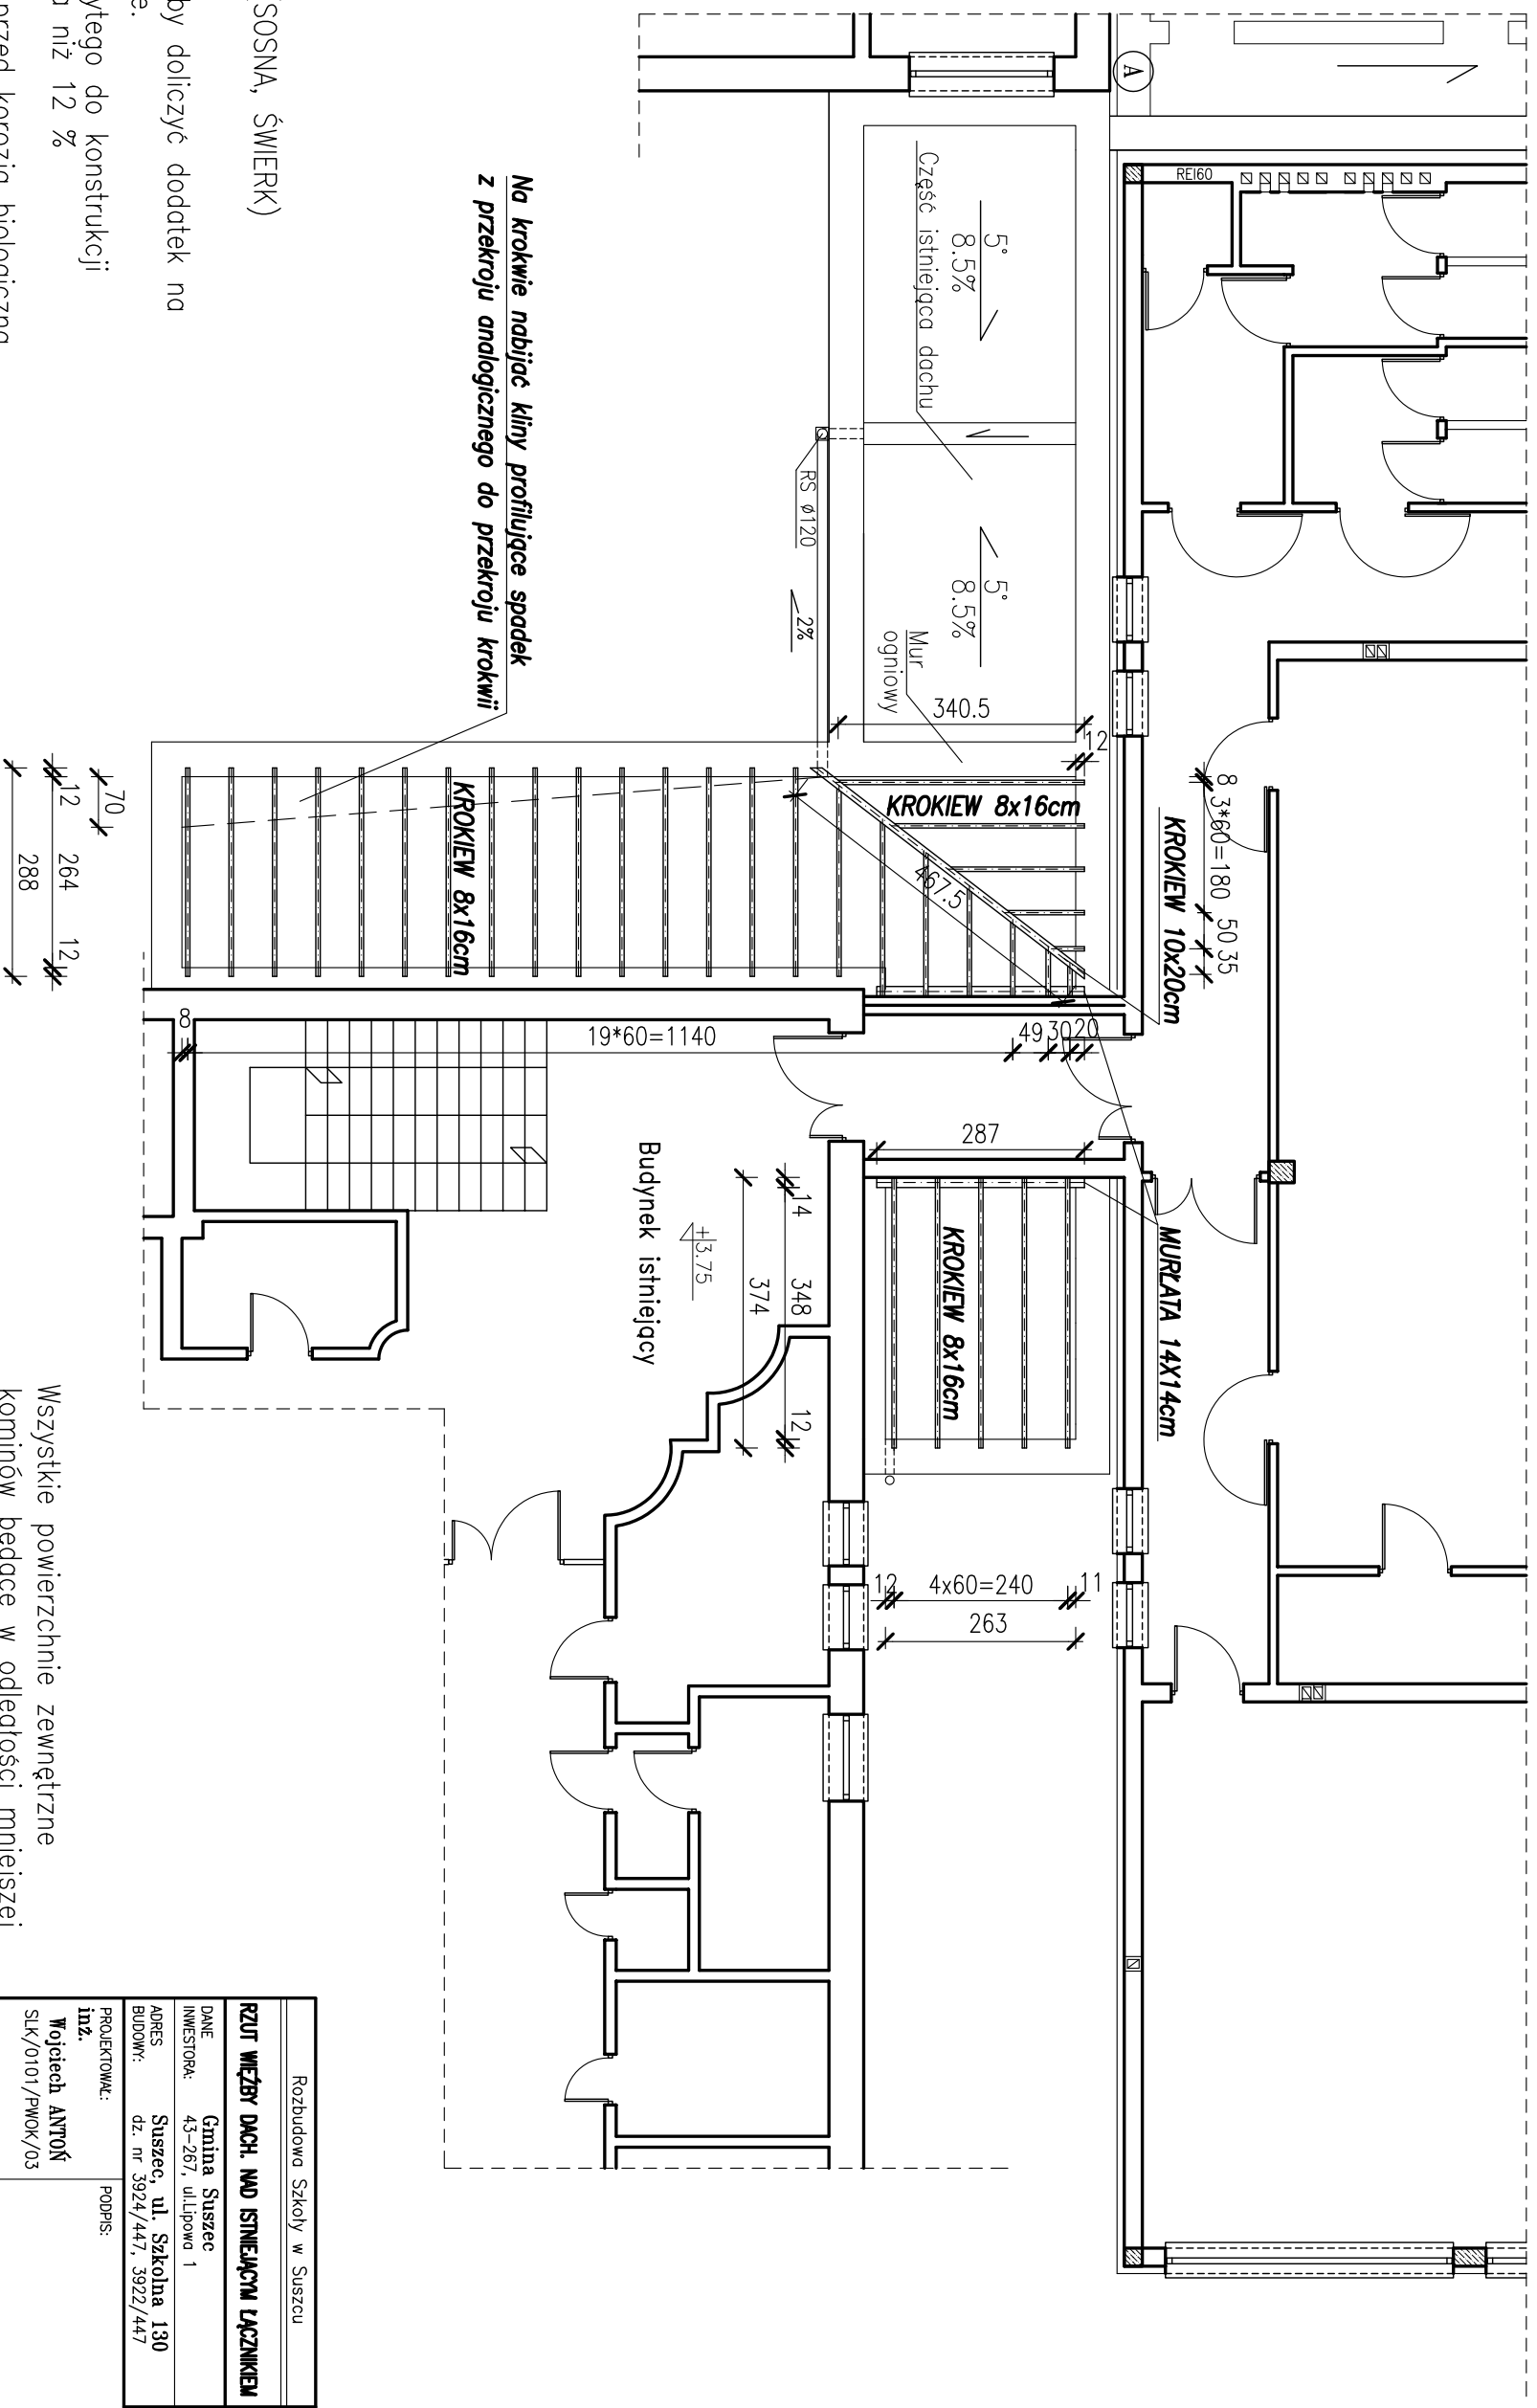 A
REI60
5°
8.5%
Część istniejąca dachu
5°
8.5%
Mur
ogniowy
RS ø120
2%
340.5
12
Na krokwie nabijać kliny profilujące spadek
z przekroju analogicznego do przekroju krokwii
SOSNA, ŚWIERK)
by doliczyć dodatek na
e.
ytego do konstrukcji
niż 12 %
przed korozją biologiczną
KROKIEW 8x16cm
KROKIEW 8x16cm
467.5
KROKIEW 10x20cm
8 3*60=180 50 35
70
12 264 12
288
8
19*60=1140
49 30 20
287
MURŁATA 14X14cm
KROKIEW 8x16cm
14 348 12
374
+3.75
Budynek istniejący
12 4x60=240 11
263
Wszystkie powierzchnie zewnętrzne
kominów będące w odległości mniejszej
Rozbudowa Szkoły w Suszcu
RZUT WIĘŹBY DACH. NAD ISTNIEJĄCYM ŁĄCZNIKIEM
DANE
INWESTORA:
Gmina Suszec
43-267, ul.Lipowa 1
ADRES
BUDOWY:
Suszec, ul. Szkolna 130
dz. nr 3924/447, 3922/447
PROJEKTOWAŁ:
inż.
Wojciech ANTOŃ
SLK/0101/PWOK/03
PODPIS: